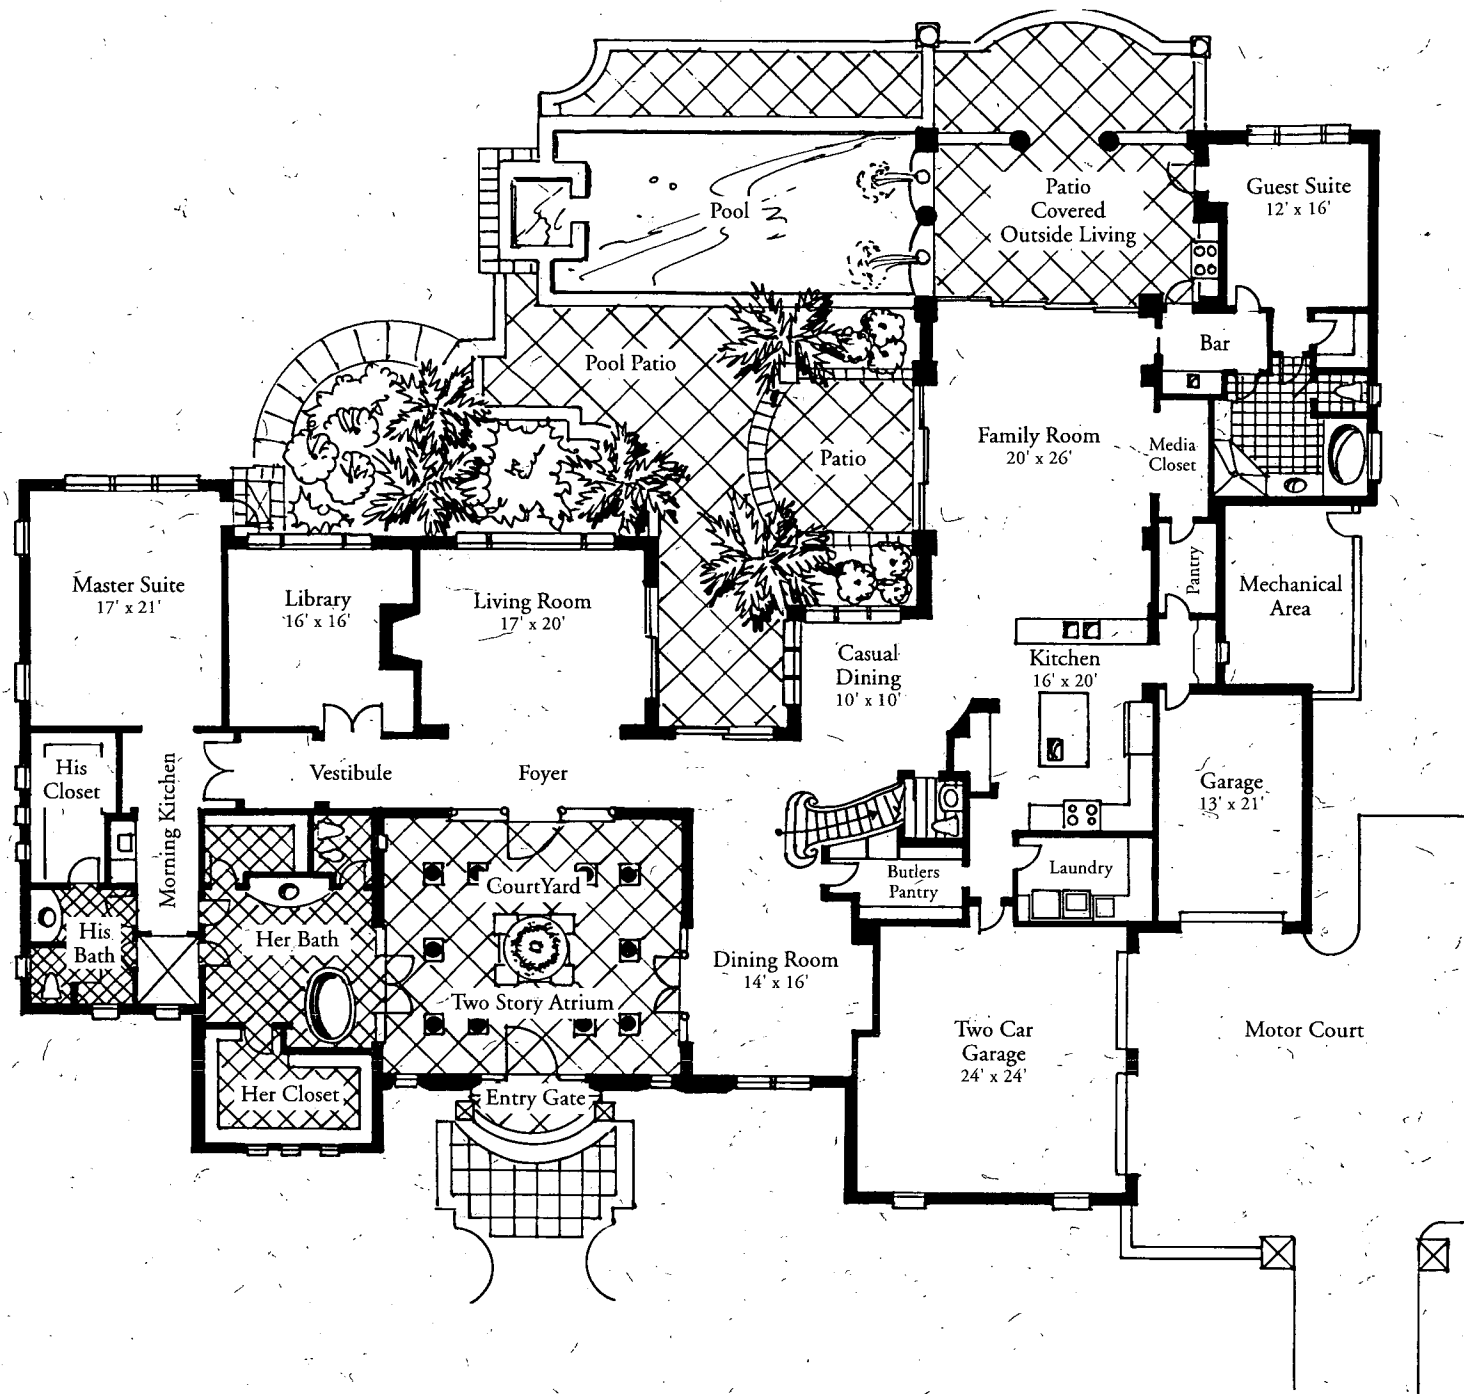 Guest Suite
12' x 16'
Patio
Covered
Outside Living
Pool
Bar
Pool Patio
Family Room
20' x 26'
Media
Closet
Patio
Pantry
Mechanical
Area
Master Suite
17' x 21'
Library
16' x 16'
Living Room
17' x 20'
Casual
Dining
10' x 10'
Kitchen
16' x 20'
His
Closet
Morning Kitchen
Vestibule
Foyer
Garage
13' x 21'
Laundry
Butlers
Pantry
CourtYard
His
Bath
Her Bath
Dining Room
14' x 16'
Two Story Atrium
Two Car
Garage
24' x 24'
Motor Court
Her Closet
Entry Gate